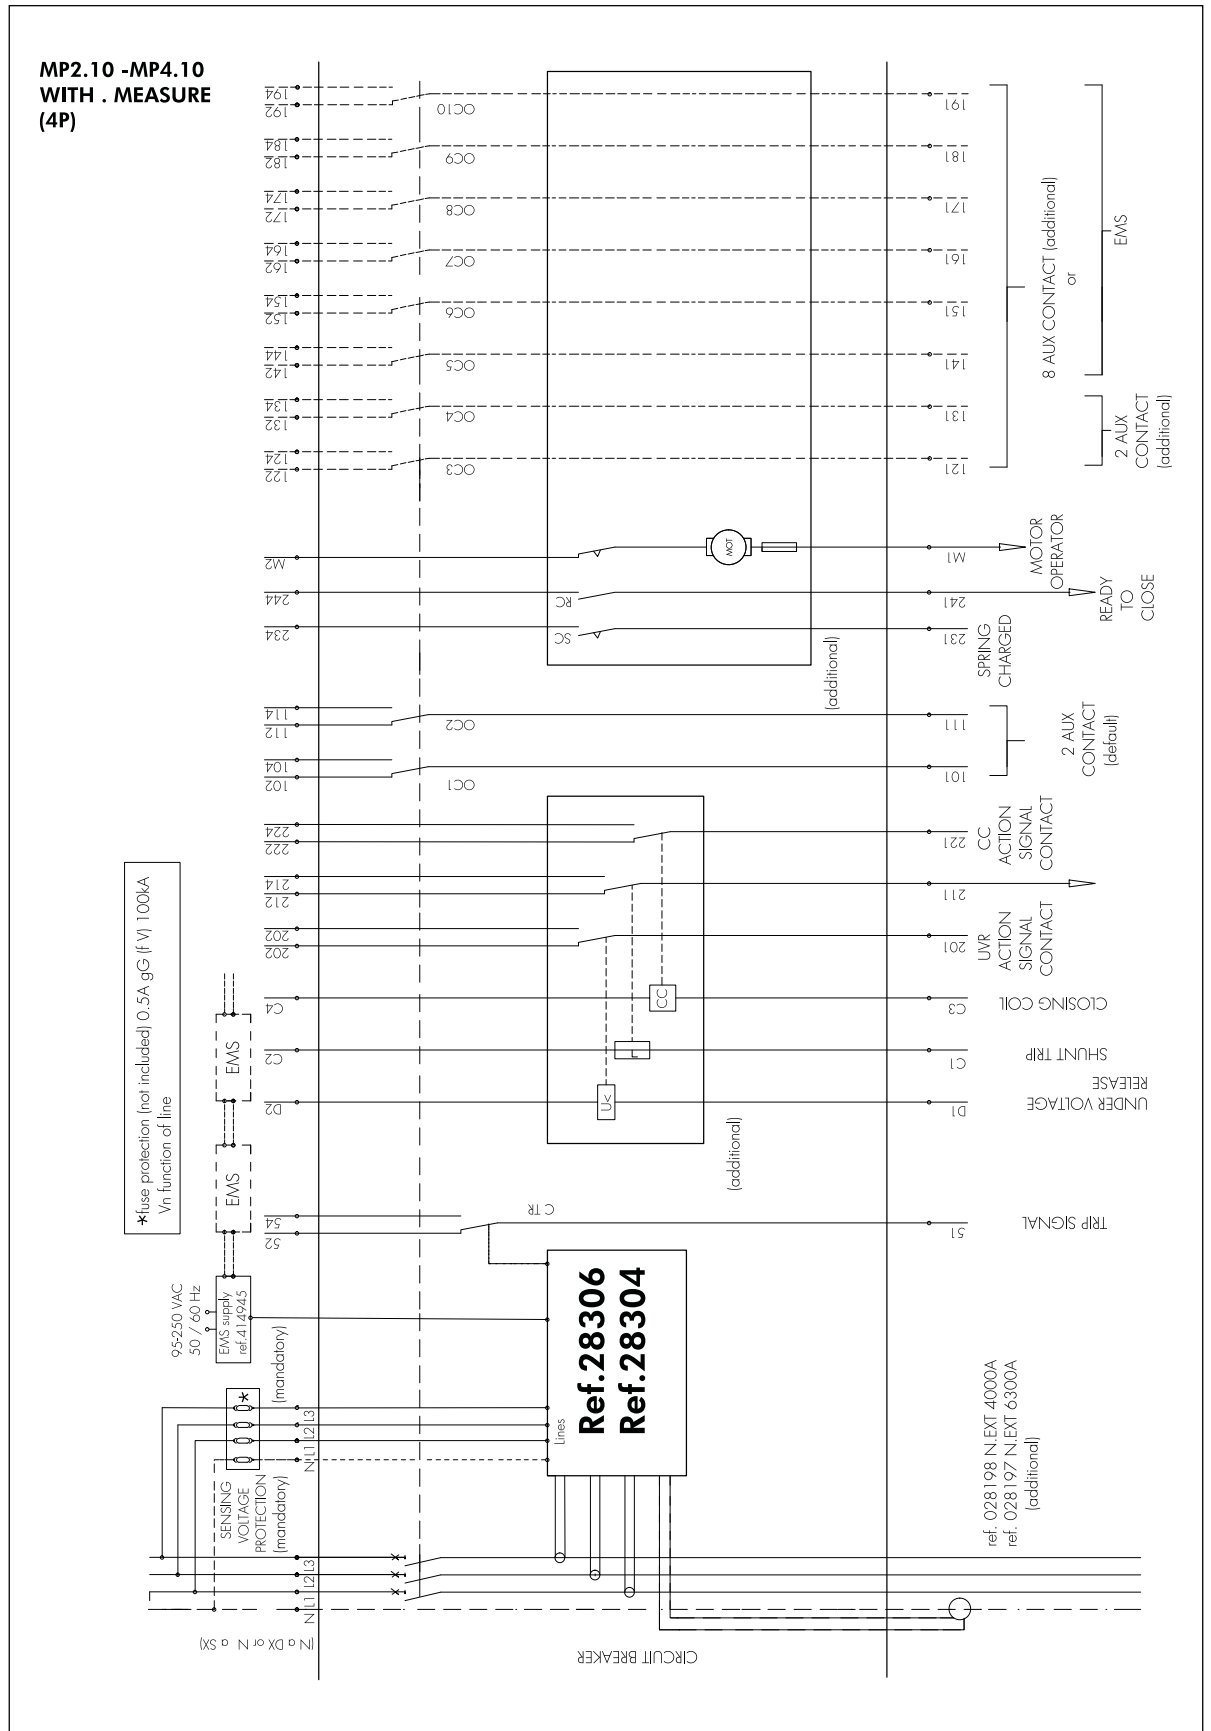 MP2.10 -MP4.10
WITH . MEASURE
(4P)
194
192
OC10
191
184
182
OC9
181
174
172
OC8
171
164
162
OC7
161
154
152
OC6
151
144
142
OC5
141
134
132
OC4
131
124
122
OC3
121
8 AUX CONTACT (additional)
or
EMS
2 AUX
CONTACT
(additional)
M2
MOT
M1
MOTOR
OPERATOR
244
RC
241
READY
TO
CLOSE
234
SC
231
SPRING
CHARGED
(additional)
114
112
OC2
111
104
102
OC1
101
2 AUX
CONTACT
(default)
224
222
221
CC
ACTION
SIGNAL
CONTACT
214
212
211
202
202
201
UVR
ACTION
SIGNAL
CONTACT
C4
CC
C3
CLOSING COIL
C2
L
C1
SHUNT TRIP
D2
U<
D1
UNDER VOLTAGE
RELEASE
(additional)
*fuse protection (not included) 0.5A gG (f V) 100kA
Vn function of line
EMS
EMS
54
52
C TR
51
TRIP SIGNAL
95-250 VAC
50 / 60 Hz
EMS supply
ref.414945
(mandatory)
Ref.28306
Ref.28304
Lines
*
N L1 L2 L3
SENSING
VOLTAGE
PROTECTION
(mandatory)
N L1 L2 L3
(N a DX or N a SX)
CIRCUIT BREAKER
ref. 028198 N.EXT 4000A
ref. 028197 N.EXT 6300A
(additional)